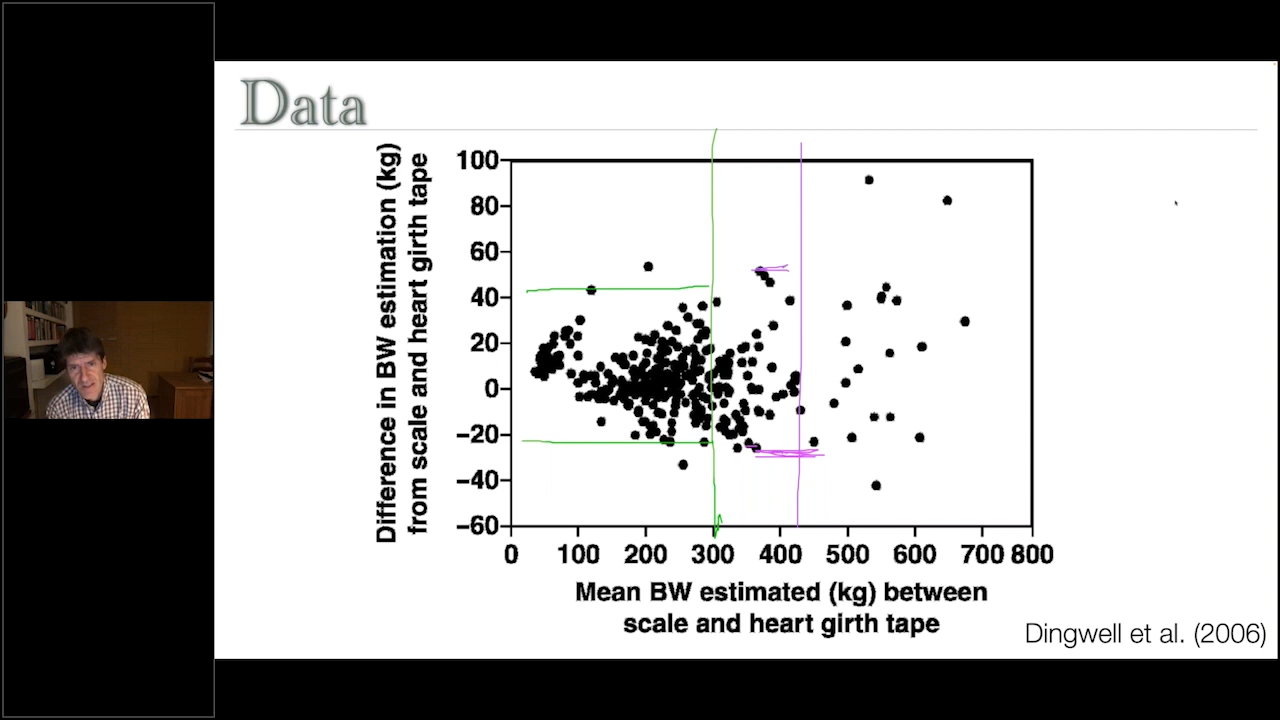 Data
Difference in BW estimation (kg)
from scale and heart girth tape
100
80
60
40
20
0
−20
−40
−60
0 100 200 300 400 500 600 700 800
Mean BW estimated (kg) between
scale and heart girth tape
Dingwell et al. (2006)